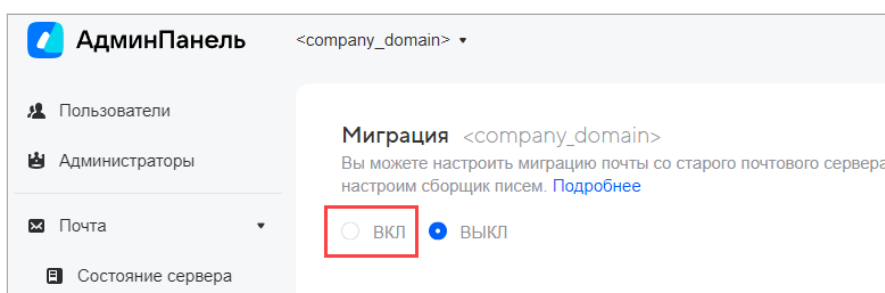 АдминПанель
<company_domain>
Пользователи
Администраторы
Почта
Состояние сервера
Миграция <company_domain>
Вы можете настроить миграцию почты со старого почтового сервера
настроим сборщик писем. Подробнее
ВКЛ ВЫКЛ